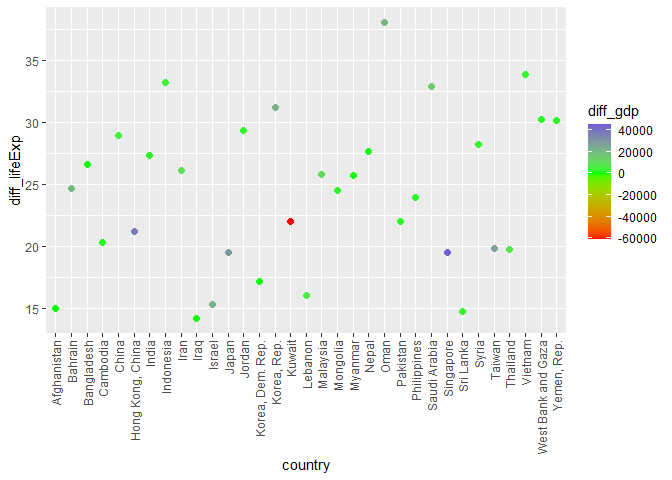 diff_lifeExp
35
30
25
20
15
Afghanistan
Bahrain
Bangladesh
Cambodia
China
Hong Kong, China
India
Indonesia
Iran
Iraq
Israel
Japan
Jordan
Korea, Dem. Rep.
Korea, Rep.
Kuwait
Lebanon
Malaysia
Mongolia
Myanmar
Nepal
Oman
Pakistan
Philippines
Saudi Arabia
Singapore
Sri Lanka
Syria
Taiwan
Thailand
Vietnam
West Bank and Gaza
Yemen, Rep.
country
diff_gdp
40000
20000
0
-20000
-40000
-60000